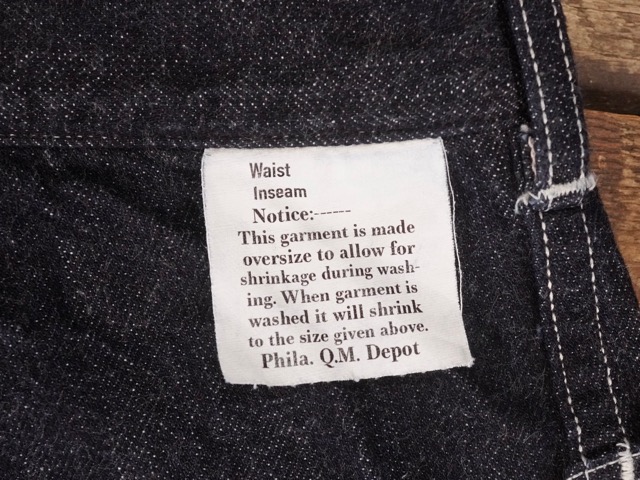 Waist
Inseam
Notice:------
This garment is made
oversize to allow for
shrinkage during wash-
ing. When garment is
washed it will shrink
to the size given above.
Phila. Q.M. Depot